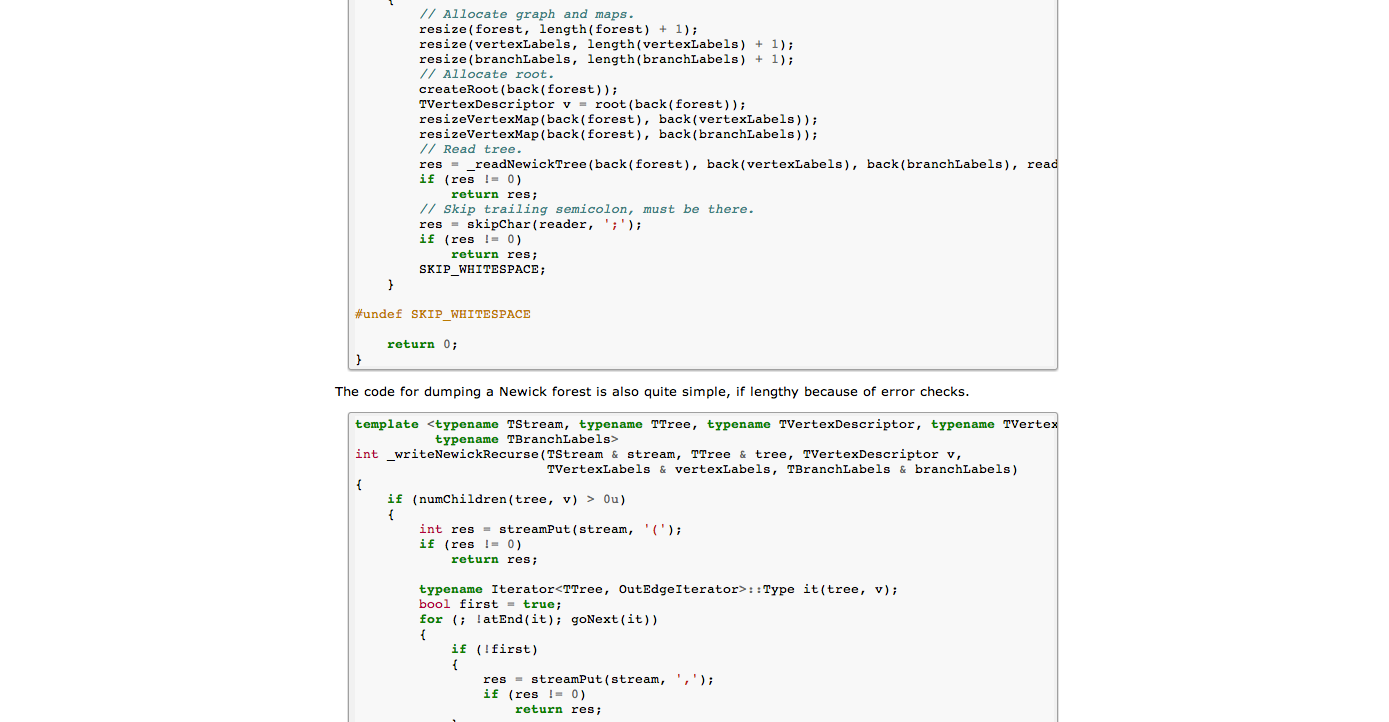 {
// Allocate graph and maps.
resize(forest, length(forest) + 1);
resize(vertexLabels, length(vertexLabels) + 1);
resize(branchLabels, length(branchLabels) + 1);
// Allocate root.
createRoot(back(forest));
TVertexDescriptor v = root(back(forest));
resizeVertexMap(back(forest), back(vertexLabels));
resizeVertexMap(back(forest), back(branchLabels));
// Read tree.
res = _readNewickTree(back(forest), back(vertexLabels), back(branchLabels), read
if (res != 0)
return res;
// Skip trailing semicolon, must be there.
res = skipChar(reader, ';');
if (res != 0)
return res;
SKIP_WHITESPACE;
}
#undef SKIP_WHITESPACE
return 0;
}
The code for dumping a Newick forest is also quite simple, if lengthy because of error checks.
template <typename TStream, typename TTree, typename TVertexDescriptor, typename TVertex
typename TBranchLabels>
int _writeNewickRecurse(TStream & stream, TTree & tree, TVertexDescriptor v,
TVertexLabels & vertexLabels, TBranchLabels & branchLabels)
{
if (numChildren(tree, v) > 0u)
{
int res = streamPut(stream, '(');
if (res != 0)
return res;
typename Iterator<TTree, OutEdgeIterator>::Type it(tree, v);
bool first = true;
for (; !atEnd(it); goNext(it))
{
if (!first)
{
res = streamPut(stream, ',');
if (res != 0)
return res;
}